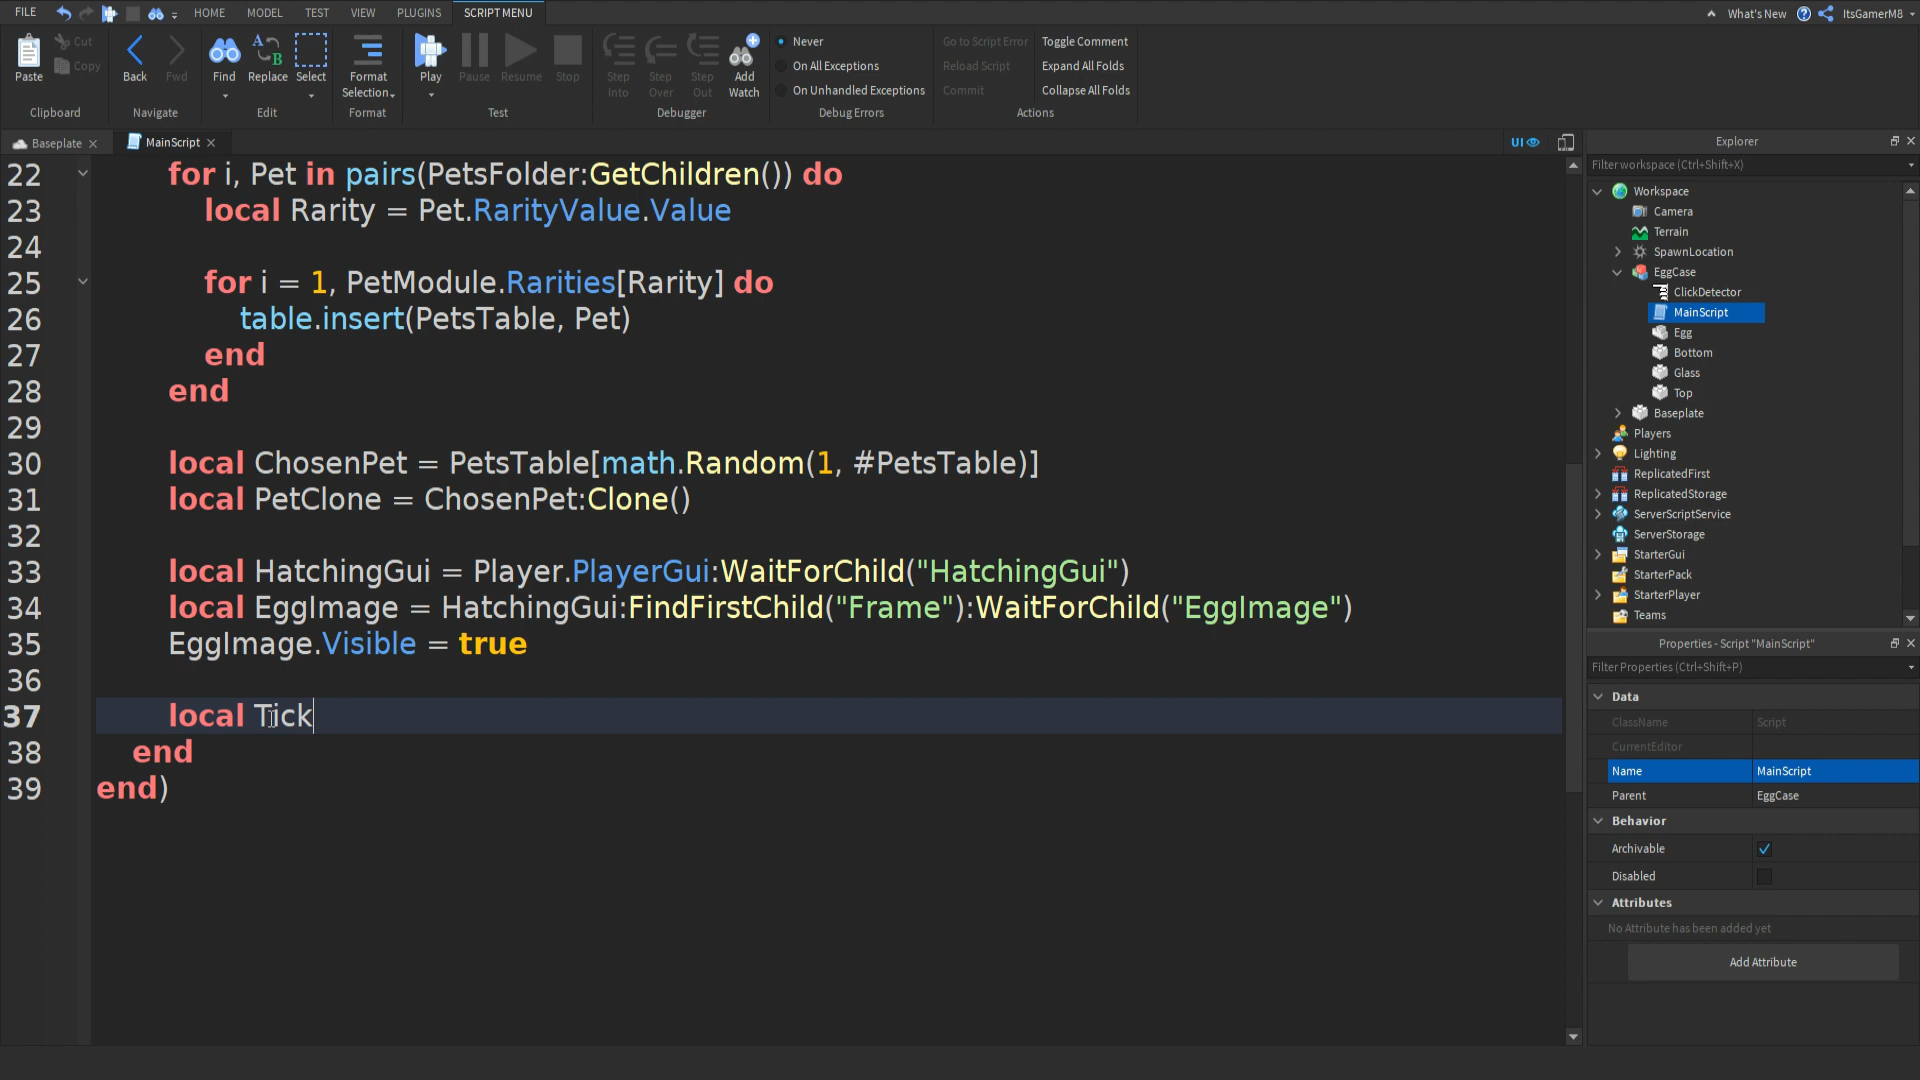 FILE HOME MODEL TEST VIEW PLUGINS SCRIPT MENU What's New ItsGamerM8
Paste Cut Copy Back Fwd Find Replace Select Format Selection Play Pause Resume Stop Step Into Step Over Step Out Add Watch
Never Go to Script Error Toggle Comment
On All Exceptions Reload Script Expand All Folds
On Unhandled Exceptions Commit Collapse All Folds
Clipboard Navigate Edit Format Test Debugger Debug Errors Actions
Baseplate MainScript UI
22 for i, Pet in pairs(PetsFolder:GetChildren()) do
23 local Rarity = Pet.RarityValue.Value
24
25 for i = 1, PetModule.Rarities[Rarity] do
26 table.insert(PetsTable, Pet)
27 end
28 end
29
30 local ChosenPet = PetsTable[math.Random(1, #PetsTable)]
31 local PetClone = ChosenPet:Clone()
32
33 local HatchingGui = Player.PlayerGui:WaitForChild("HatchingGui")
34 local EggImage = HatchingGui:FindFirstChild("Frame"):WaitForChild("EggImage")
35 EggImage.Visible = true
36
37 local Tick
38 end
39 end)
Explorer
Filter workspace (Ctrl+Shift+X)
Workspace
Camera
Terrain
SpawnLocation
EggCase
ClickDetector
MainScript
Egg
Bottom
Glass
Top
Baseplate
Players
Lighting
ReplicatedFirst
ReplicatedStorage
ServerScriptService
ServerStorage
StarterGui
StarterPack
StarterPlayer
Teams
Properties - Script "MainScript"
Filter Properties (Ctrl+Shift+P)
Data
ClassName Script
CurrentEditor
Name MainScript
Parent EggCase
Behavior
Archivable
Disabled
Attributes
No Attribute has been added yet
Add Attribute